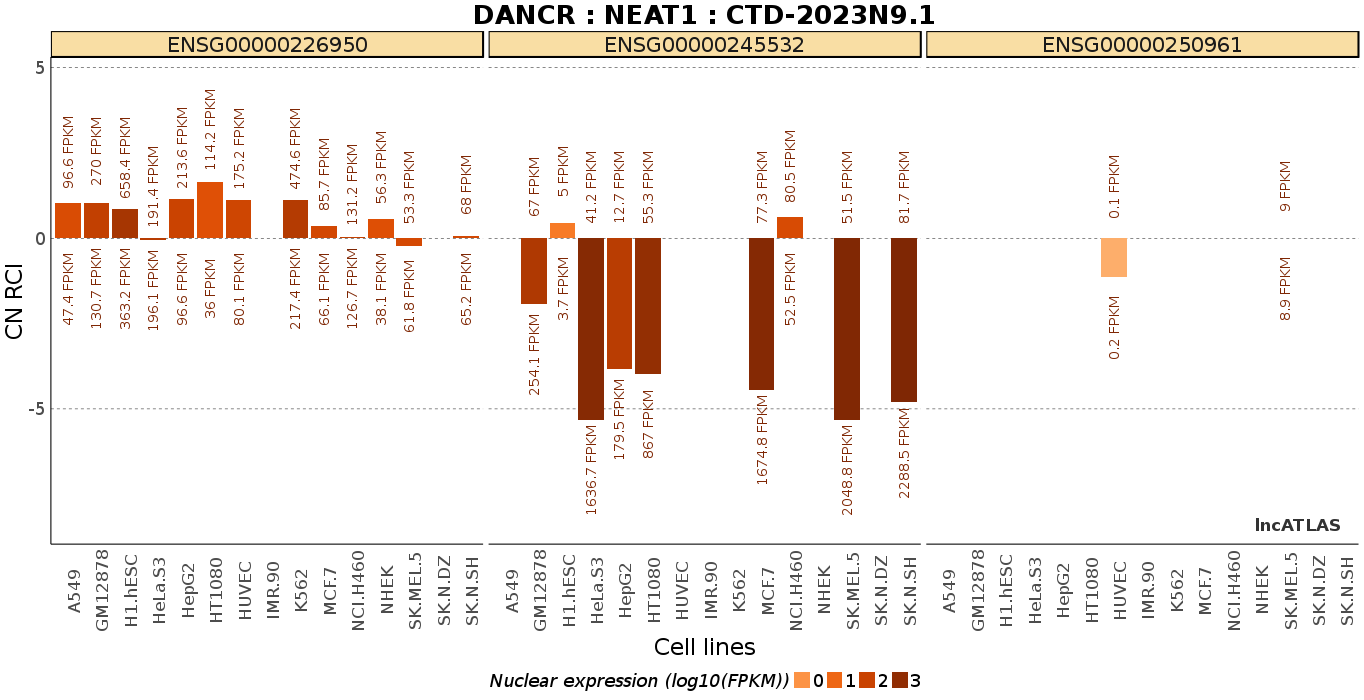 DANCR : NEAT1 : CTD-2023N9.1
ENSG00000226950 ENSG00000245532 ENSG00000250961
CN RCI
5
0
-5
96.6 FPKM 270 FPKM 658.4 FPKM 191.4 FPKM 213.6 FPKM 114.2 FPKM 175.2 FPKM 474.6 FPKM 85.7 FPKM 131.2 FPKM 56.3 FPKM 53.3 FPKM 68 FPKM
47.4 FPKM 130.7 FPKM 363.2 FPKM 196.1 FPKM 96.6 FPKM 36 FPKM 80.1 FPKM 217.4 FPKM 66.1 FPKM 126.7 FPKM 38.1 FPKM 61.8 FPKM 65.2 FPKM
67 FPKM 5 FPKM 41.2 FPKM 12.7 FPKM 55.3 FPKM 77.3 FPKM 80.5 FPKM 51.5 FPKM 81.7 FPKM
254.1 FPKM 3.7 FPKM 1636.7 FPKM 179.5 FPKM 867 FPKM 1674.8 FPKM 52.5 FPKM 2048.8 FPKM 2288.5 FPKM
0.1 FPKM 9 FPKM
0.2 FPKM 8.9 FPKM
lncATLAS
A549 GM12878 H1.hESC HeLa.S3 HepG2 HT1080 HUVEC IMR.90 K562 MCF.7 NCI.H460 NHEK SK.MEL.5 SK.N.DZ SK.N.SH
A549 GM12878 H1.hESC HeLa.S3 HepG2 HT1080 HUVEC IMR.90 K562 MCF.7 NCI.H460 NHEK SK.MEL.5 SK.N.DZ SK.N.SH
A549 GM12878 H1.hESC HeLa.S3 HepG2 HT1080 HUVEC IMR.90 K562 MCF.7 NCI.H460 NHEK SK.MEL.5 SK.N.DZ SK.N.SH
Cell lines
Nuclear expression (log10(FPKM)) 0 1 2 3